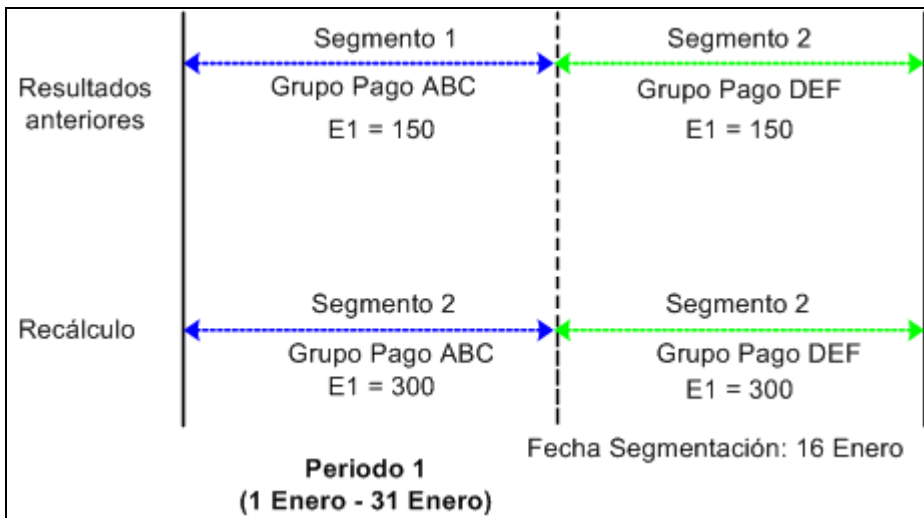 Segmento 1
Segmento 2
Resultados
anteriores
Grupo Pago ABC
Grupo Pago DEF
E1 = 150
E1 = 150
Segmento 2
Segmento 2
Recálculo
Grupo Pago ABC
Grupo Pago DEF
E1 = 300
E1 = 300
Fecha Segmentación: 16 Enero
Periodo 1
(1 Enero - 31 Enero)